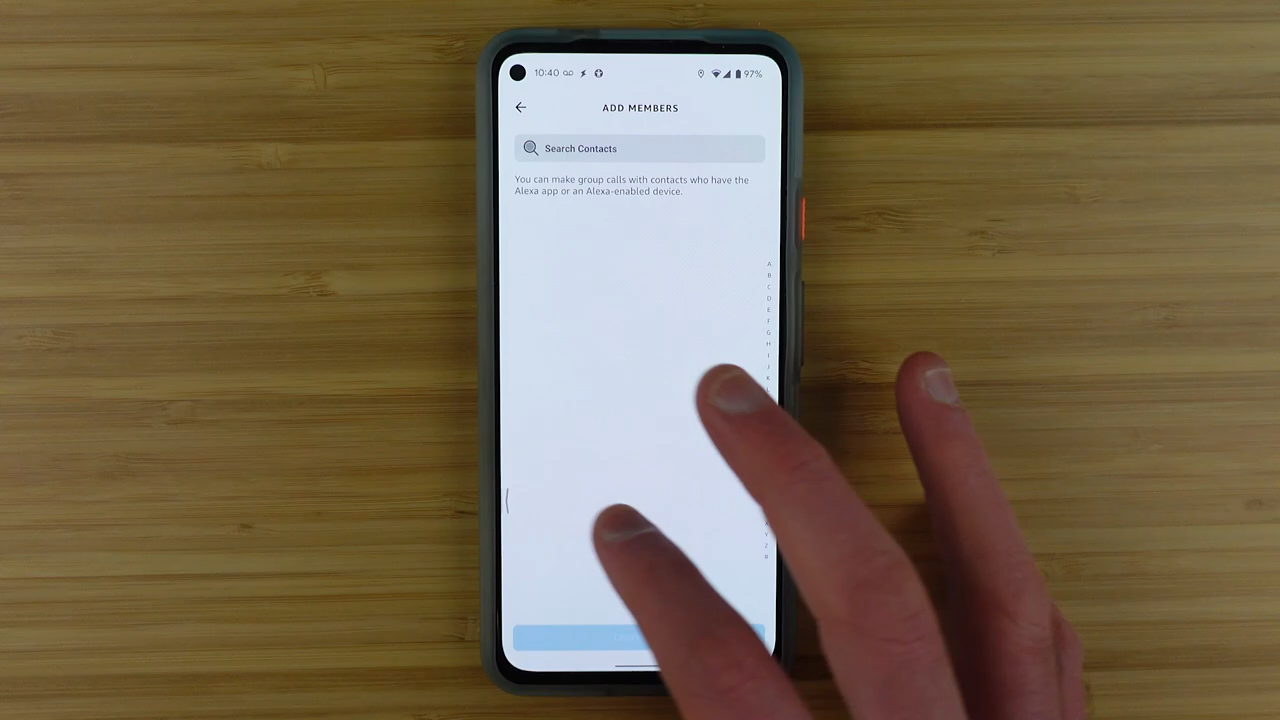 10:40 97%
ADD MEMBERS
Search Contacts
You can make group calls with contacts who have the
Alexa app or an Alexa-enabled device.
A
B
C
D
E
F
G
H
I
J
K
Y
Z